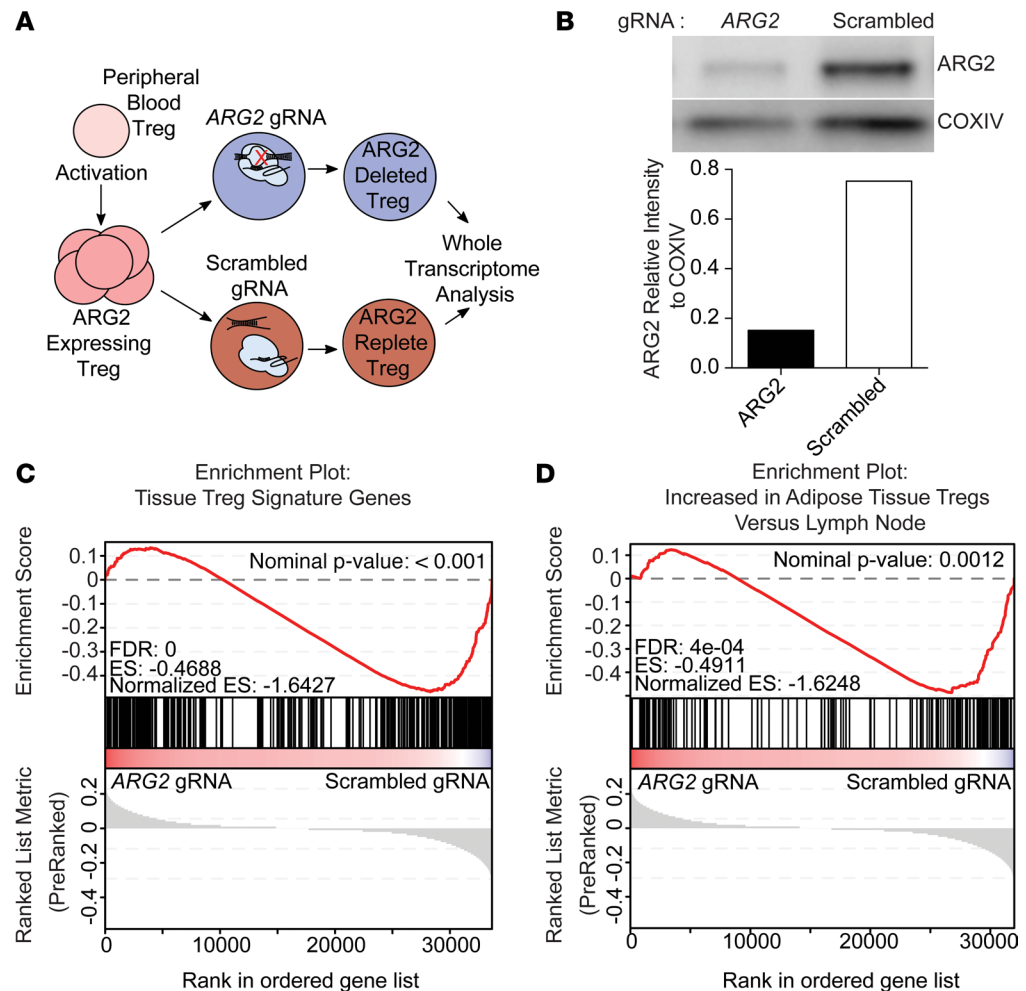 A
Peripheral
Blood
Treg
Activation
ARG2
Expressing
Treg
ARG2 gRNA
Scrambled
gRNA
ARG2
Deleted
Treg
ARG2
Replete
Treg
Whole
Transcriptome
Analysis
B
gRNA : ARG2 Scrambled
ARG2
COXIV
ARG2 Relative Intensity
to COXIV
0.8
0.6
0.4
0.2
0.0
ARG2
Scrambled
C
Enrichment Plot:
Tissue Treg Signature Genes
Enrichment Score
0.1
0
-0.1
-0.2
-0.3
-0.4
Nominal p-value: < 0.001
FDR: 0
ES: -0.4688
Normalized ES: -1.6427
ARG2 gRNA Scrambled gRNA
Ranked List Metric
(PreRanked)
0.2
0
-0.2
-0.4
0 10000 20000 30000
Rank in ordered gene list
D
Enrichment Plot:
Increased in Adipose Tissue Tregs
Versus Lymph Node
Enrichment Score
0.1
0
-0.1
-0.2
-0.3
-0.4
Nominal p-value: 0.0012
FDR: 4e-04
ES: -0.4911
Normalized ES: -1.6248
ARG2 gRNA Scrambled gRNA
Ranked List Metric
(PreRanked)
0.2
0
-0.2
-0.4
0 10000 20000 30000
Rank in ordered gene list